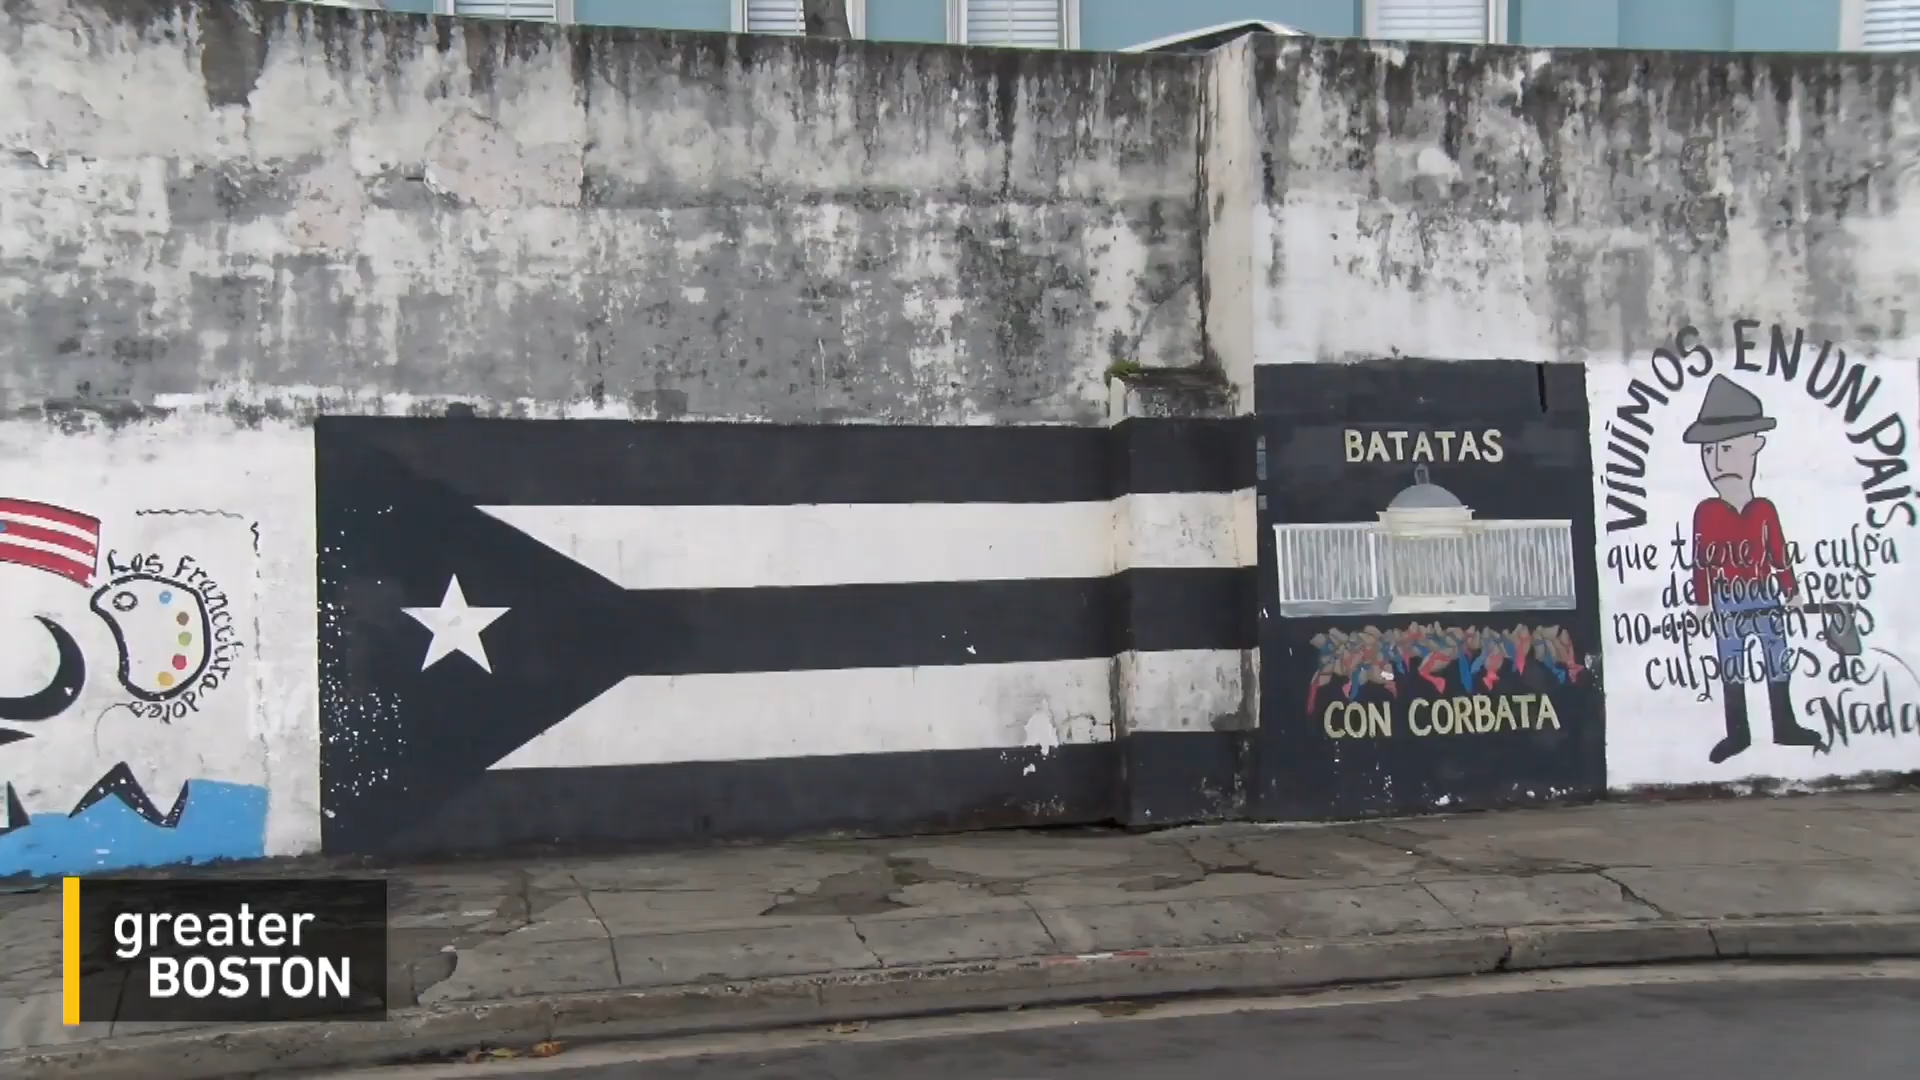 Los Francotiradores
BATATAS
CON CORBATA
VIVIMOS EN UN PAÍS
que tiene la culpa
de todo, pero
no aparecen los
culpables de
Nada
greater
BOSTON